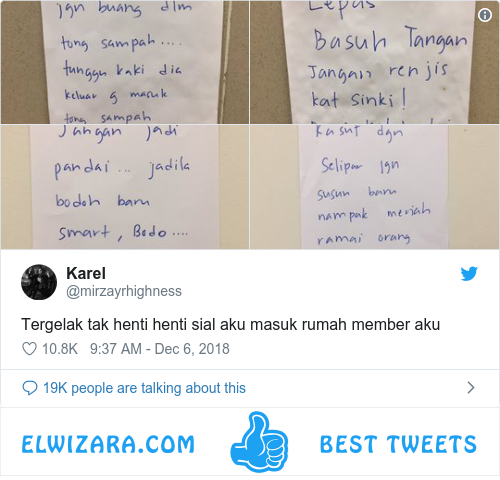 jgn buang dlm
tong sampah....
tunggu kaki dia
keluar g masuk
tong sampah
Lepas
Basuh Tangan
Jangan renjis
kat sinki!
Jangan jadi
pandai... jadila
bodoh baru
smart, Bodo....
Kasut dgn
Selipar jgn
susun baru
nampak meriah
ramai orang
Karel
@mirzayrhighness
Tergelak tak henti henti sial aku masuk rumah member aku
10.8K 9:37 AM - Dec 6, 2018
19K people are talking about this
ELWIZARA.COM BEST TWEETS